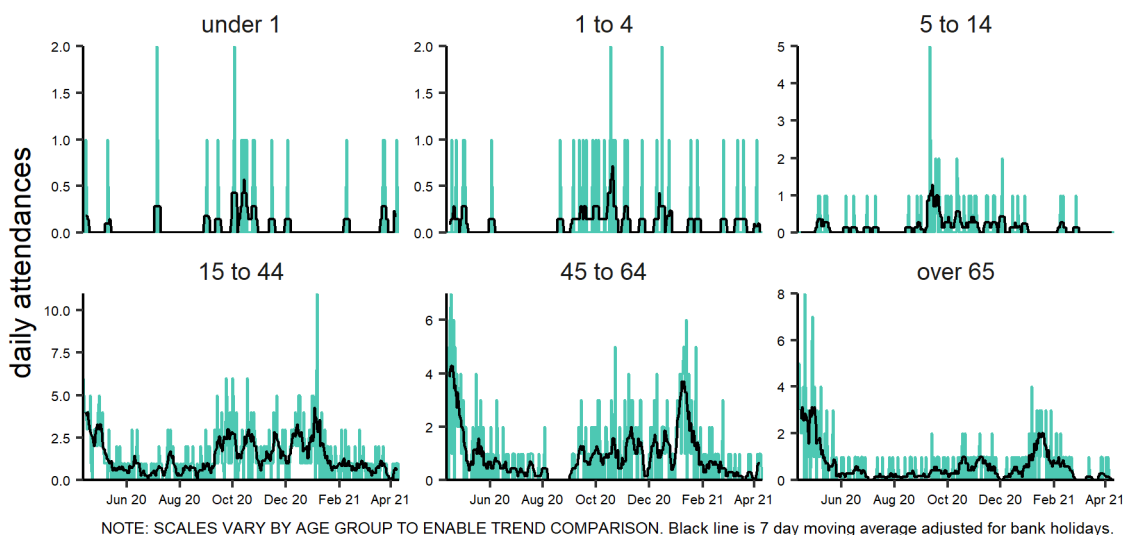 under 1
1 to 4
5 to 14
2.0
1.5
1.0
0.5
0.0
2.0
1.5
1.0
0.5
0.0
5
4
3
2
1
0
daily attendances
15 to 44
45 to 64
over 65
10.0
7.5
5.0
2.5
0.0
6
4
2
0
8
6
4
2
0
Jun 20 Aug 20 Oct 20 Dec 20 Feb 21 Apr 21
Jun 20 Aug 20 Oct 20 Dec 20 Feb 21 Apr 21
Jun 20 Aug 20 Oct 20 Dec 20 Feb 21 Apr 21
NOTE: SCALES VARY BY AGE GROUP TO ENABLE TREND COMPARISON. Black line is 7 day moving average adjusted for bank holidays.